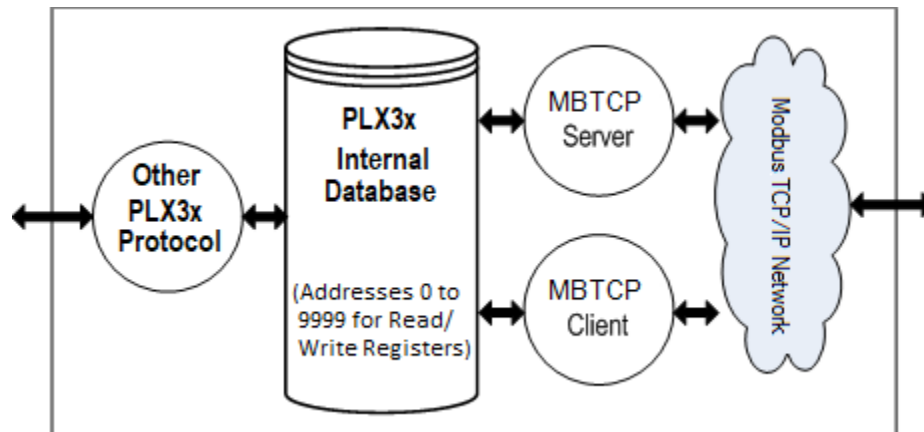 Other
PLX3x
Protocol
PLX3x
Internal
Database
(Addresses 0 to
9999 for Read/
Write Registers)
MBTCP
Server
MBTCP
Client
Modbus TCP/IP Network